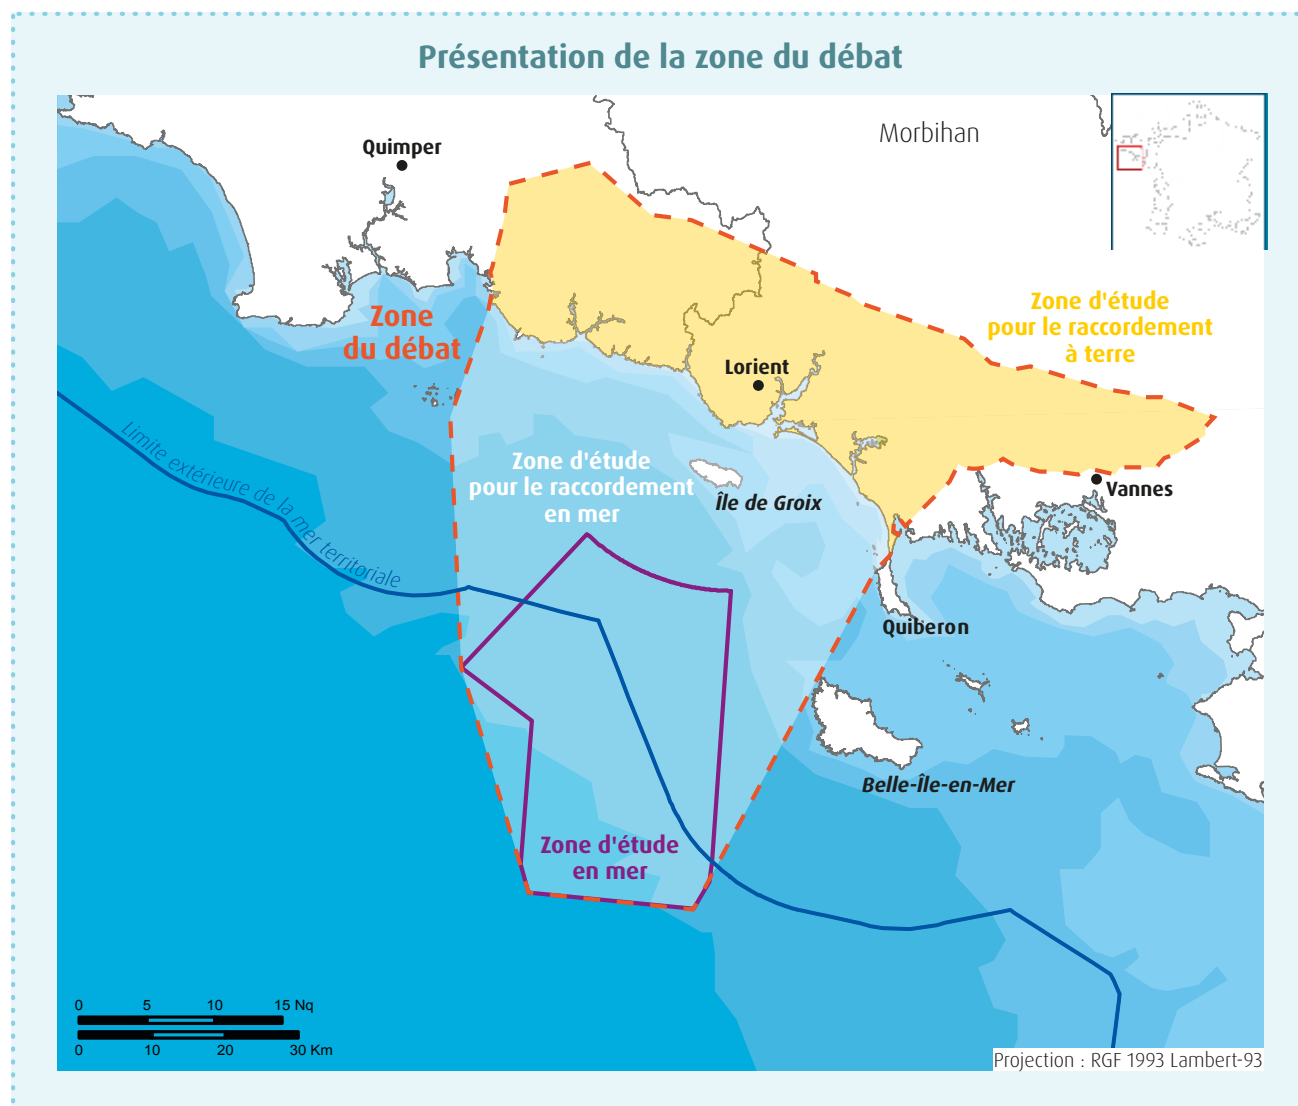 Présentation de la zone du débat
Morbihan
Quimper
Zone d'étude
pour le raccordement
à terre
Zone
du débat
Lorient
Limite extérieure de la mer territoriale
Zone d'étude
pour le raccordement
en mer
Île de Groix
Vannes
Quiberon
Belle-Île-en-Mer
Zone d'étude
en mer
0 5 10 15 Nq
0 10 20 30 Km
Projection : RGF 1993 Lambert-93